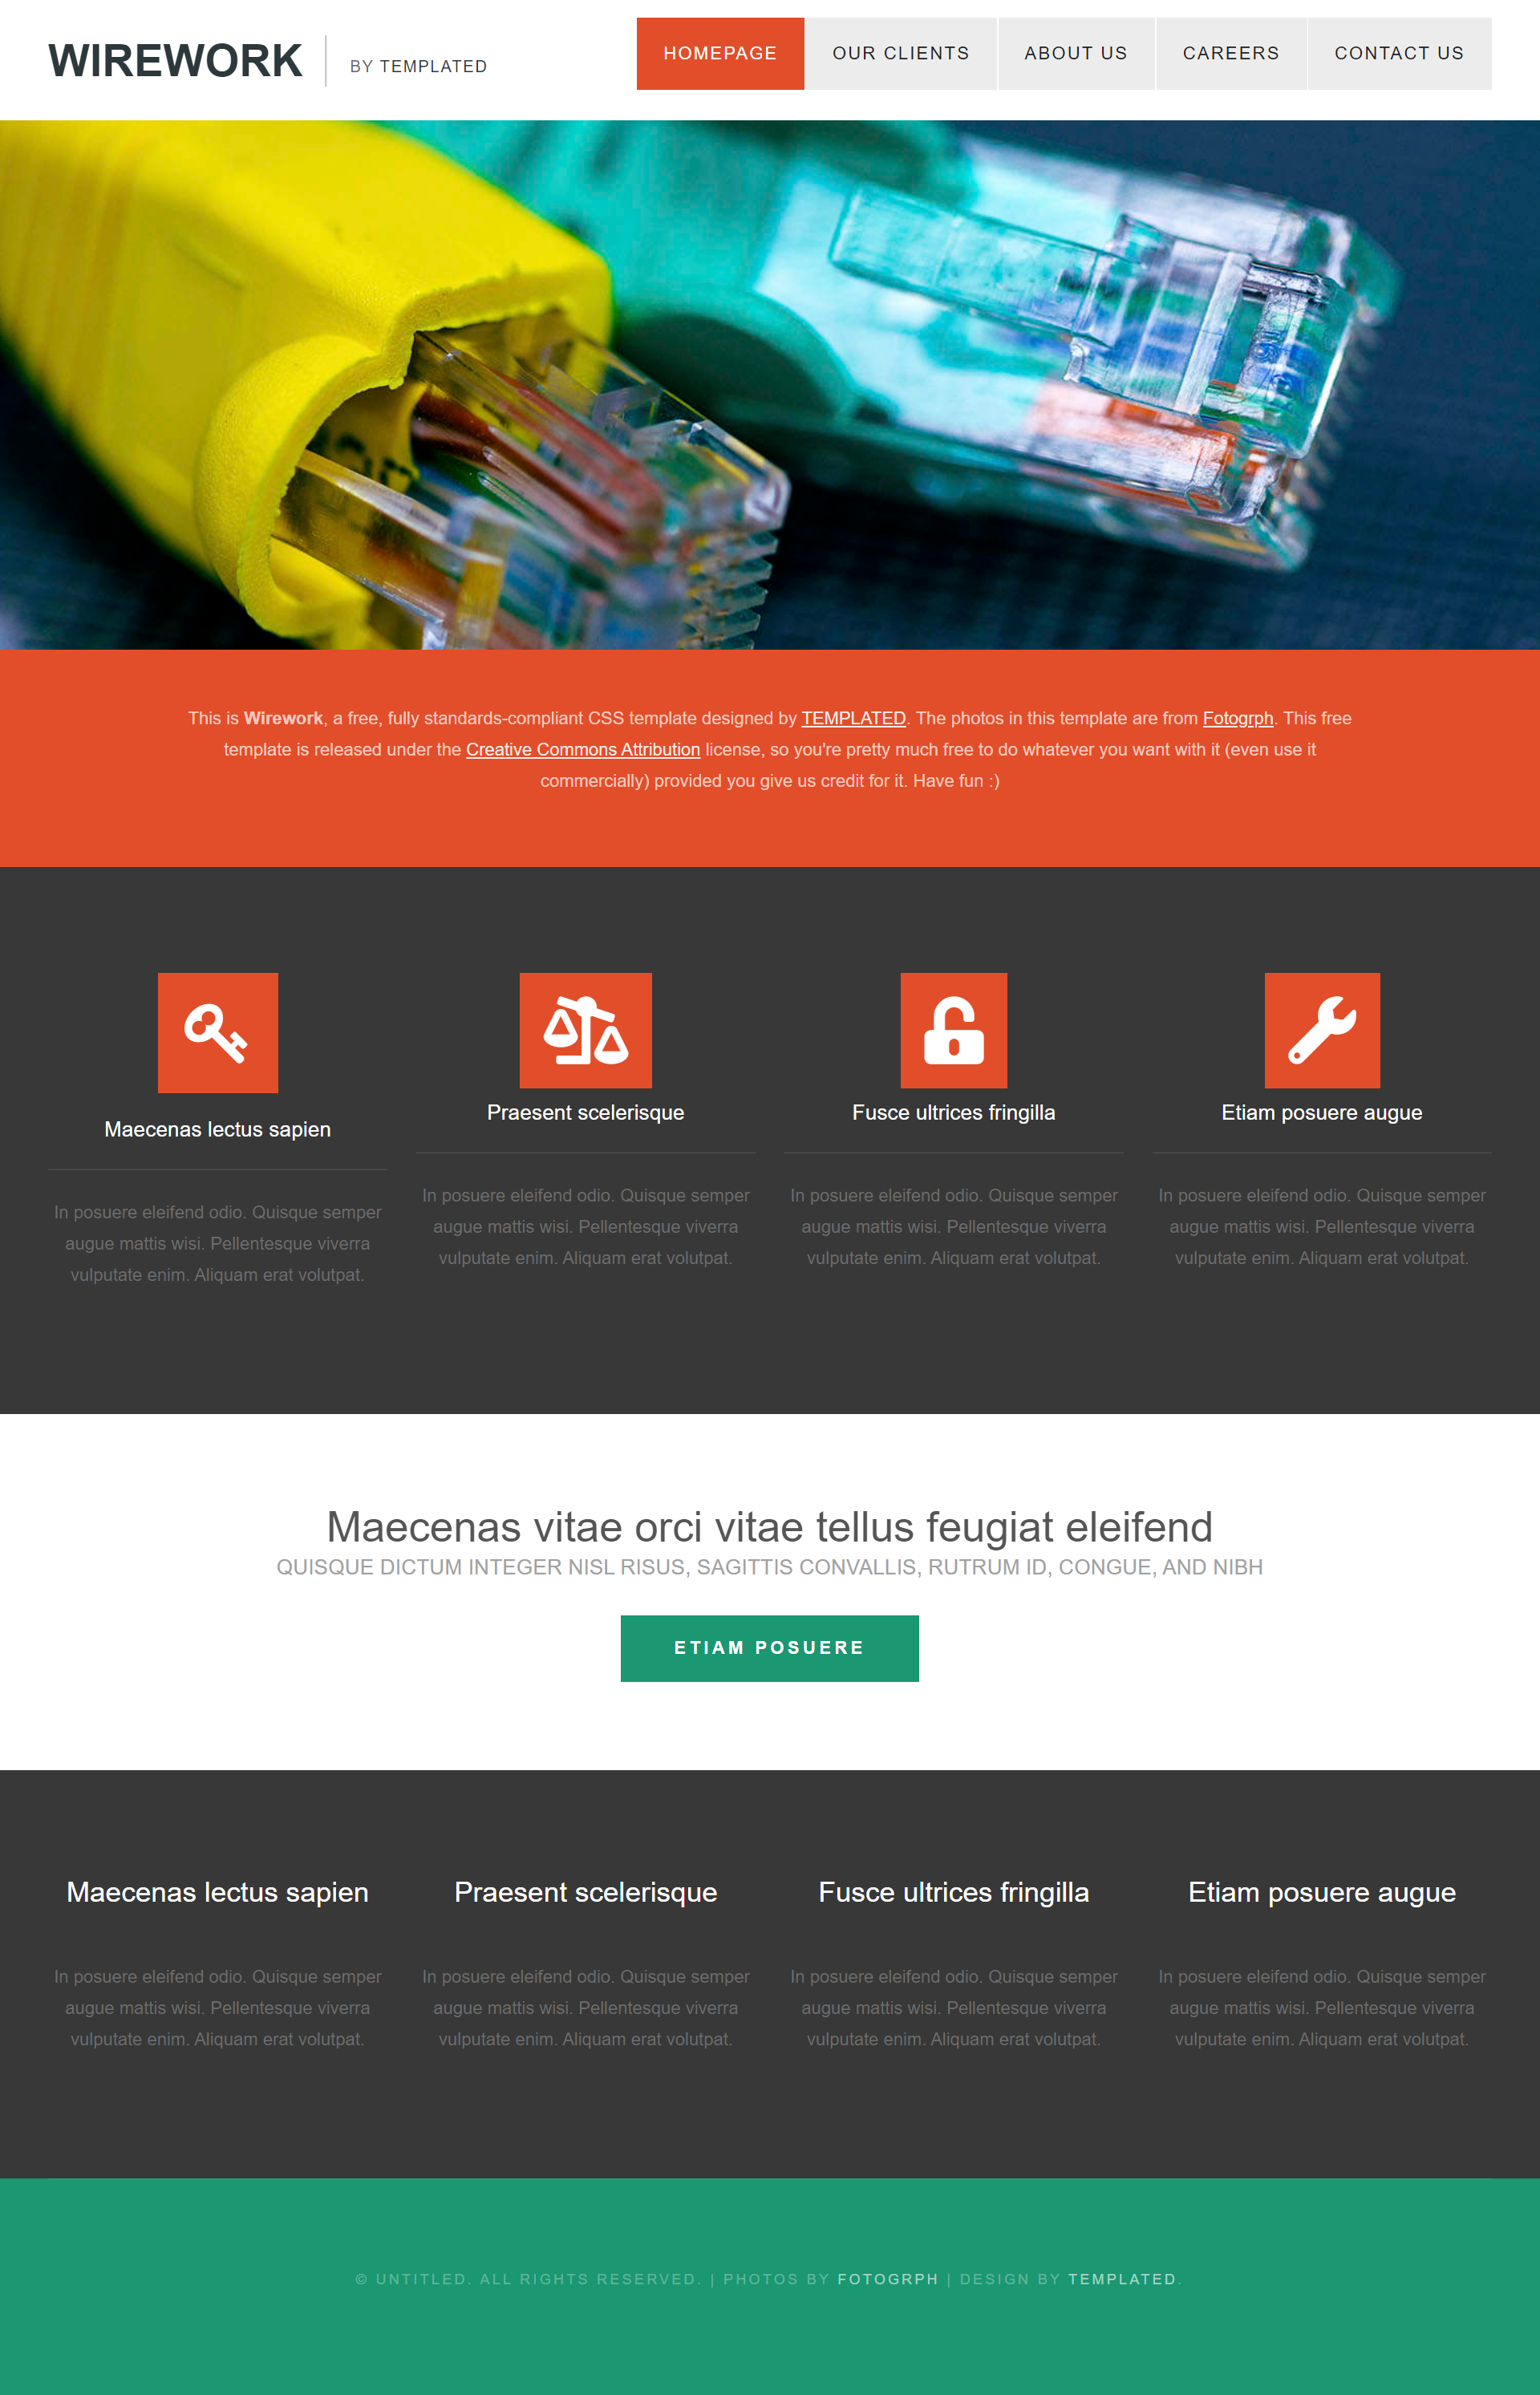 WIREWORK
BY TEMPLATED
HOMEPAGE
OUR CLIENTS
ABOUT US
CAREERS
CONTACT US
This is Wirework, a free, fully standards-compliant CSS template designed by TEMPLATED. The photos in this template are from Fotogrph. This free
template is released under the Creative Commons Attribution license, so you're pretty much free to do whatever you want with it (even use it
commercially) provided you give us credit for it. Have fun :)
Maecenas lectus sapien
In posuere eleifend odio. Quisque semper
augue mattis wisi. Pellentesque viverra
vulputate enim. Aliquam erat volutpat.
Praesent scelerisque
In posuere eleifend odio. Quisque semper
augue mattis wisi. Pellentesque viverra
vulputate enim. Aliquam erat volutpat.
Fusce ultrices fringilla
In posuere eleifend odio. Quisque semper
augue mattis wisi. Pellentesque viverra
vulputate enim. Aliquam erat volutpat.
Etiam posuere augue
In posuere eleifend odio. Quisque semper
augue mattis wisi. Pellentesque viverra
vulputate enim. Aliquam erat volutpat.
Maecenas vitae orci vitae tellus feugiat eleifend
QUISQUE DICTUM INTEGER NISL RISUS, SAGITTIS CONVALLIS, RUTRUM ID, CONGUE, AND NIBH
ETIAM POSUERE
Maecenas lectus sapien
In posuere eleifend odio. Quisque semper
augue mattis wisi. Pellentesque viverra
vulputate enim. Aliquam erat volutpat.
Praesent scelerisque
In posuere eleifend odio. Quisque semper
augue mattis wisi. Pellentesque viverra
vulputate enim. Aliquam erat volutpat.
Fusce ultrices fringilla
In posuere eleifend odio. Quisque semper
augue mattis wisi. Pellentesque viverra
vulputate enim. Aliquam erat volutpat.
Etiam posuere augue
In posuere eleifend odio. Quisque semper
augue mattis wisi. Pellentesque viverra
vulputate enim. Aliquam erat volutpat.
© UNTITLED. ALL RIGHTS RESERVED. | PHOTOS BY FOTOGRPH | DESIGN BY TEMPLATED.